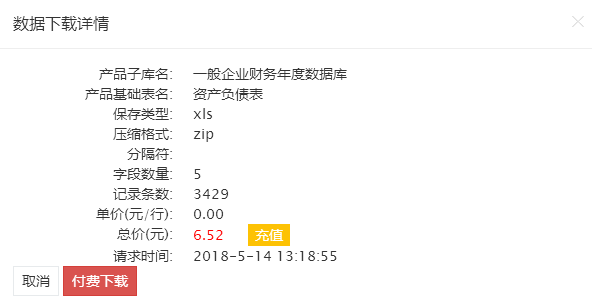 数据下载详情
产品子库名: 一般企业财务年度数据库
产品基础表名: 资产负债表
保存类型: xls
压缩格式: zip
分隔符:
字段数量: 5
记录条数: 3429
单价(元/行): 0.00
总价(元): 6.52 充值
请求时间: 2018-5-14 13:18:55
取消 付费下载